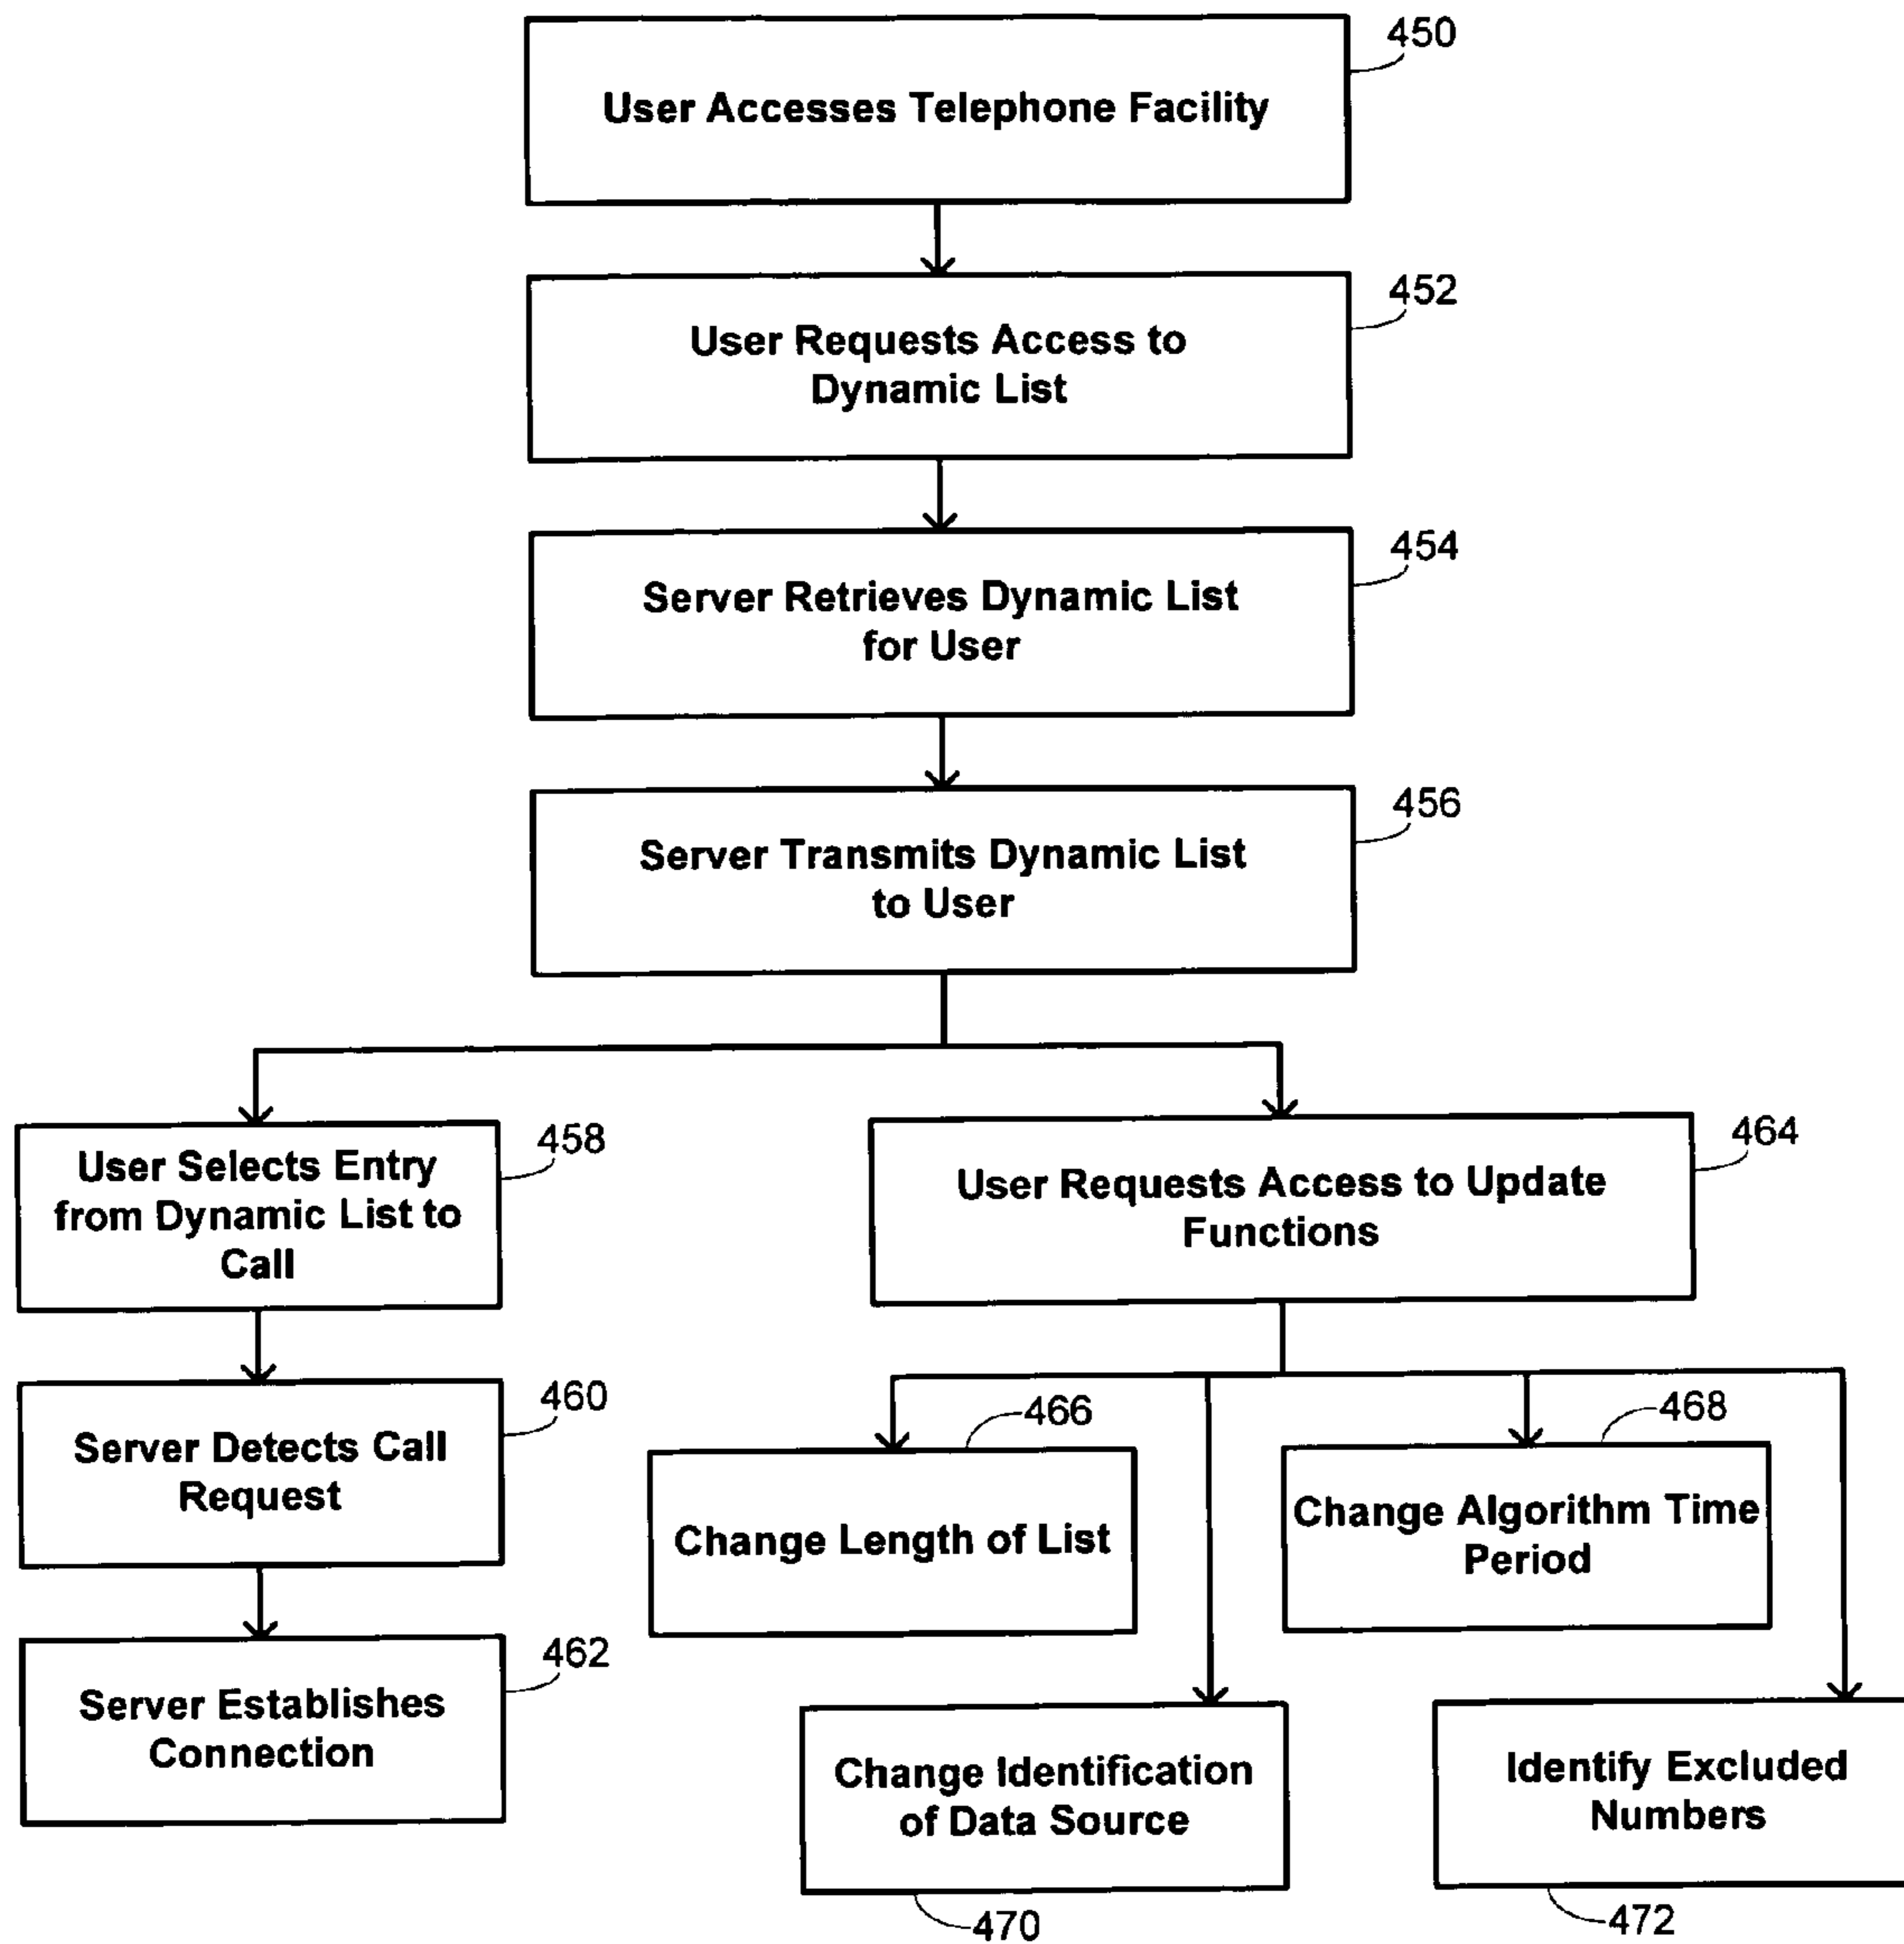 450
User Accesses Telephone Facility
452
User Requests Access to
Dynamic List
454
Server Retrieves Dynamic List
for User
456
Server Transmits Dynamic List
to User
458
User Selects Entry
from Dynamic List to
Call
464
User Requests Access to Update
Functions
460
Server Detects Call
Request
466
Change Length of List
468
Change Algorithm Time
Period
462
Server Establishes
Connection
Change Identification
of Data Source
470
Identify Excluded
Numbers
472